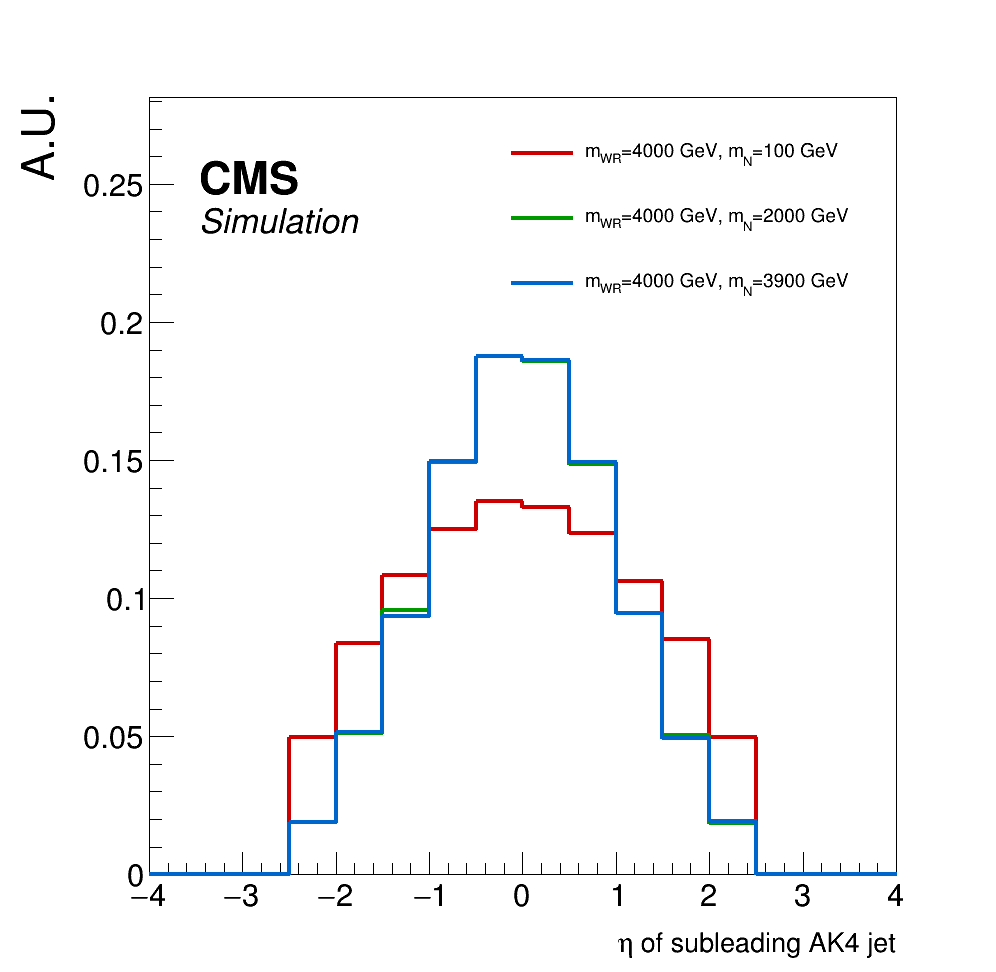 A.U.
CMS
Simulation
m_WR=4000 GeV, m_N=100 GeV
m_WR=4000 GeV, m_N=2000 GeV
m_WR=4000 GeV, m_N=3900 GeV
0.25
0.2
0.15
0.1
0.05
0
−4 −3 −2 −1 0 1 2 3 4
η of subleading AK4 jet